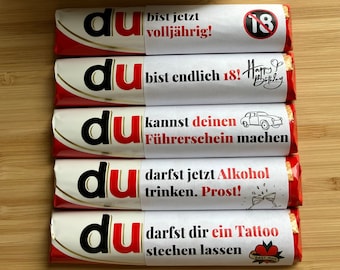 du bist jetzt
volljährig! 18
du bist endlich 18! Happy Birthday
du kannst deinen
Führerschein machen
du darfst jetzt Alkohol
trinken. Prost!
du darfst dir ein Tattoo
stechen lassen